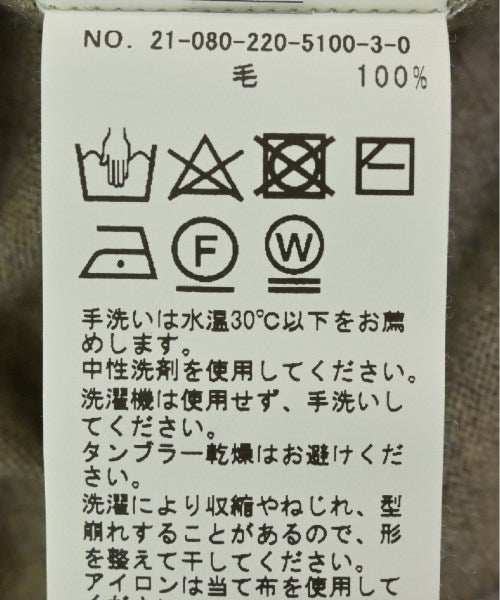 NO. 21-080-220-5100-3-0
毛 100%
F W
手洗いは水温30℃以下をお薦
めします。
中性洗剤を使用してください。
洗濯機は使用せず、手洗いし
てください。
タンブラー乾燥はお避けくだ
さい。
洗濯により収縮やねじれ、型
崩れすることがあるので、形
を整えて干してください。
アイロンは当て布を使用して